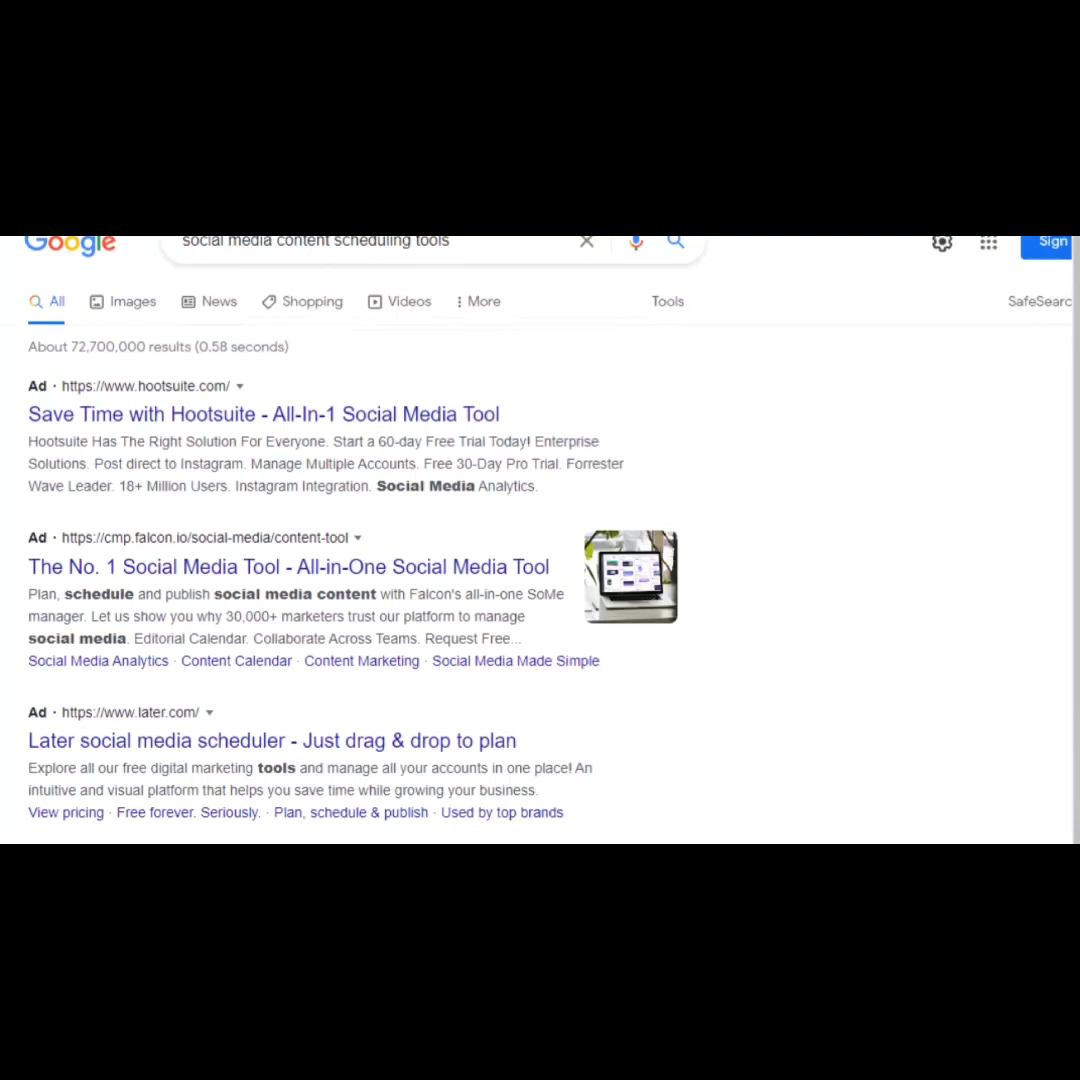 Google social media content scheduling tools Sign
All Images News Shopping Videos More Tools SafeSearc
About 72,700,000 results (0.58 seconds)
Ad · https://www.hootsuite.com/
Save Time with Hootsuite - All-In-1 Social Media Tool
Hootsuite Has The Right Solution For Everyone. Start a 60-day Free Trial Today! Enterprise
Solutions. Post direct to Instagram. Manage Multiple Accounts. Free 30-Day Pro Trial. Forrester
Wave Leader. 18+ Million Users. Instagram Integration. Social Media Analytics.
Ad · https://cmp.falcon.io/social-media/content-tool
The No. 1 Social Media Tool - All-in-One Social Media Tool
Plan, schedule and publish social media content with Falcon's all-in-one SoMe
manager. Let us show you why 30,000+ marketers trust our platform to manage
social media. Editorial Calendar. Collaborate Across Teams. Request Free...
Social Media Analytics · Content Calendar · Content Marketing · Social Media Made Simple
Ad · https://www.later.com/
Later social media scheduler - Just drag & drop to plan
Explore all our free digital marketing tools and manage all your accounts in one place! An
intuitive and visual platform that helps you save time while growing your business.
View pricing · Free forever. Seriously. · Plan, schedule & publish · Used by top brands